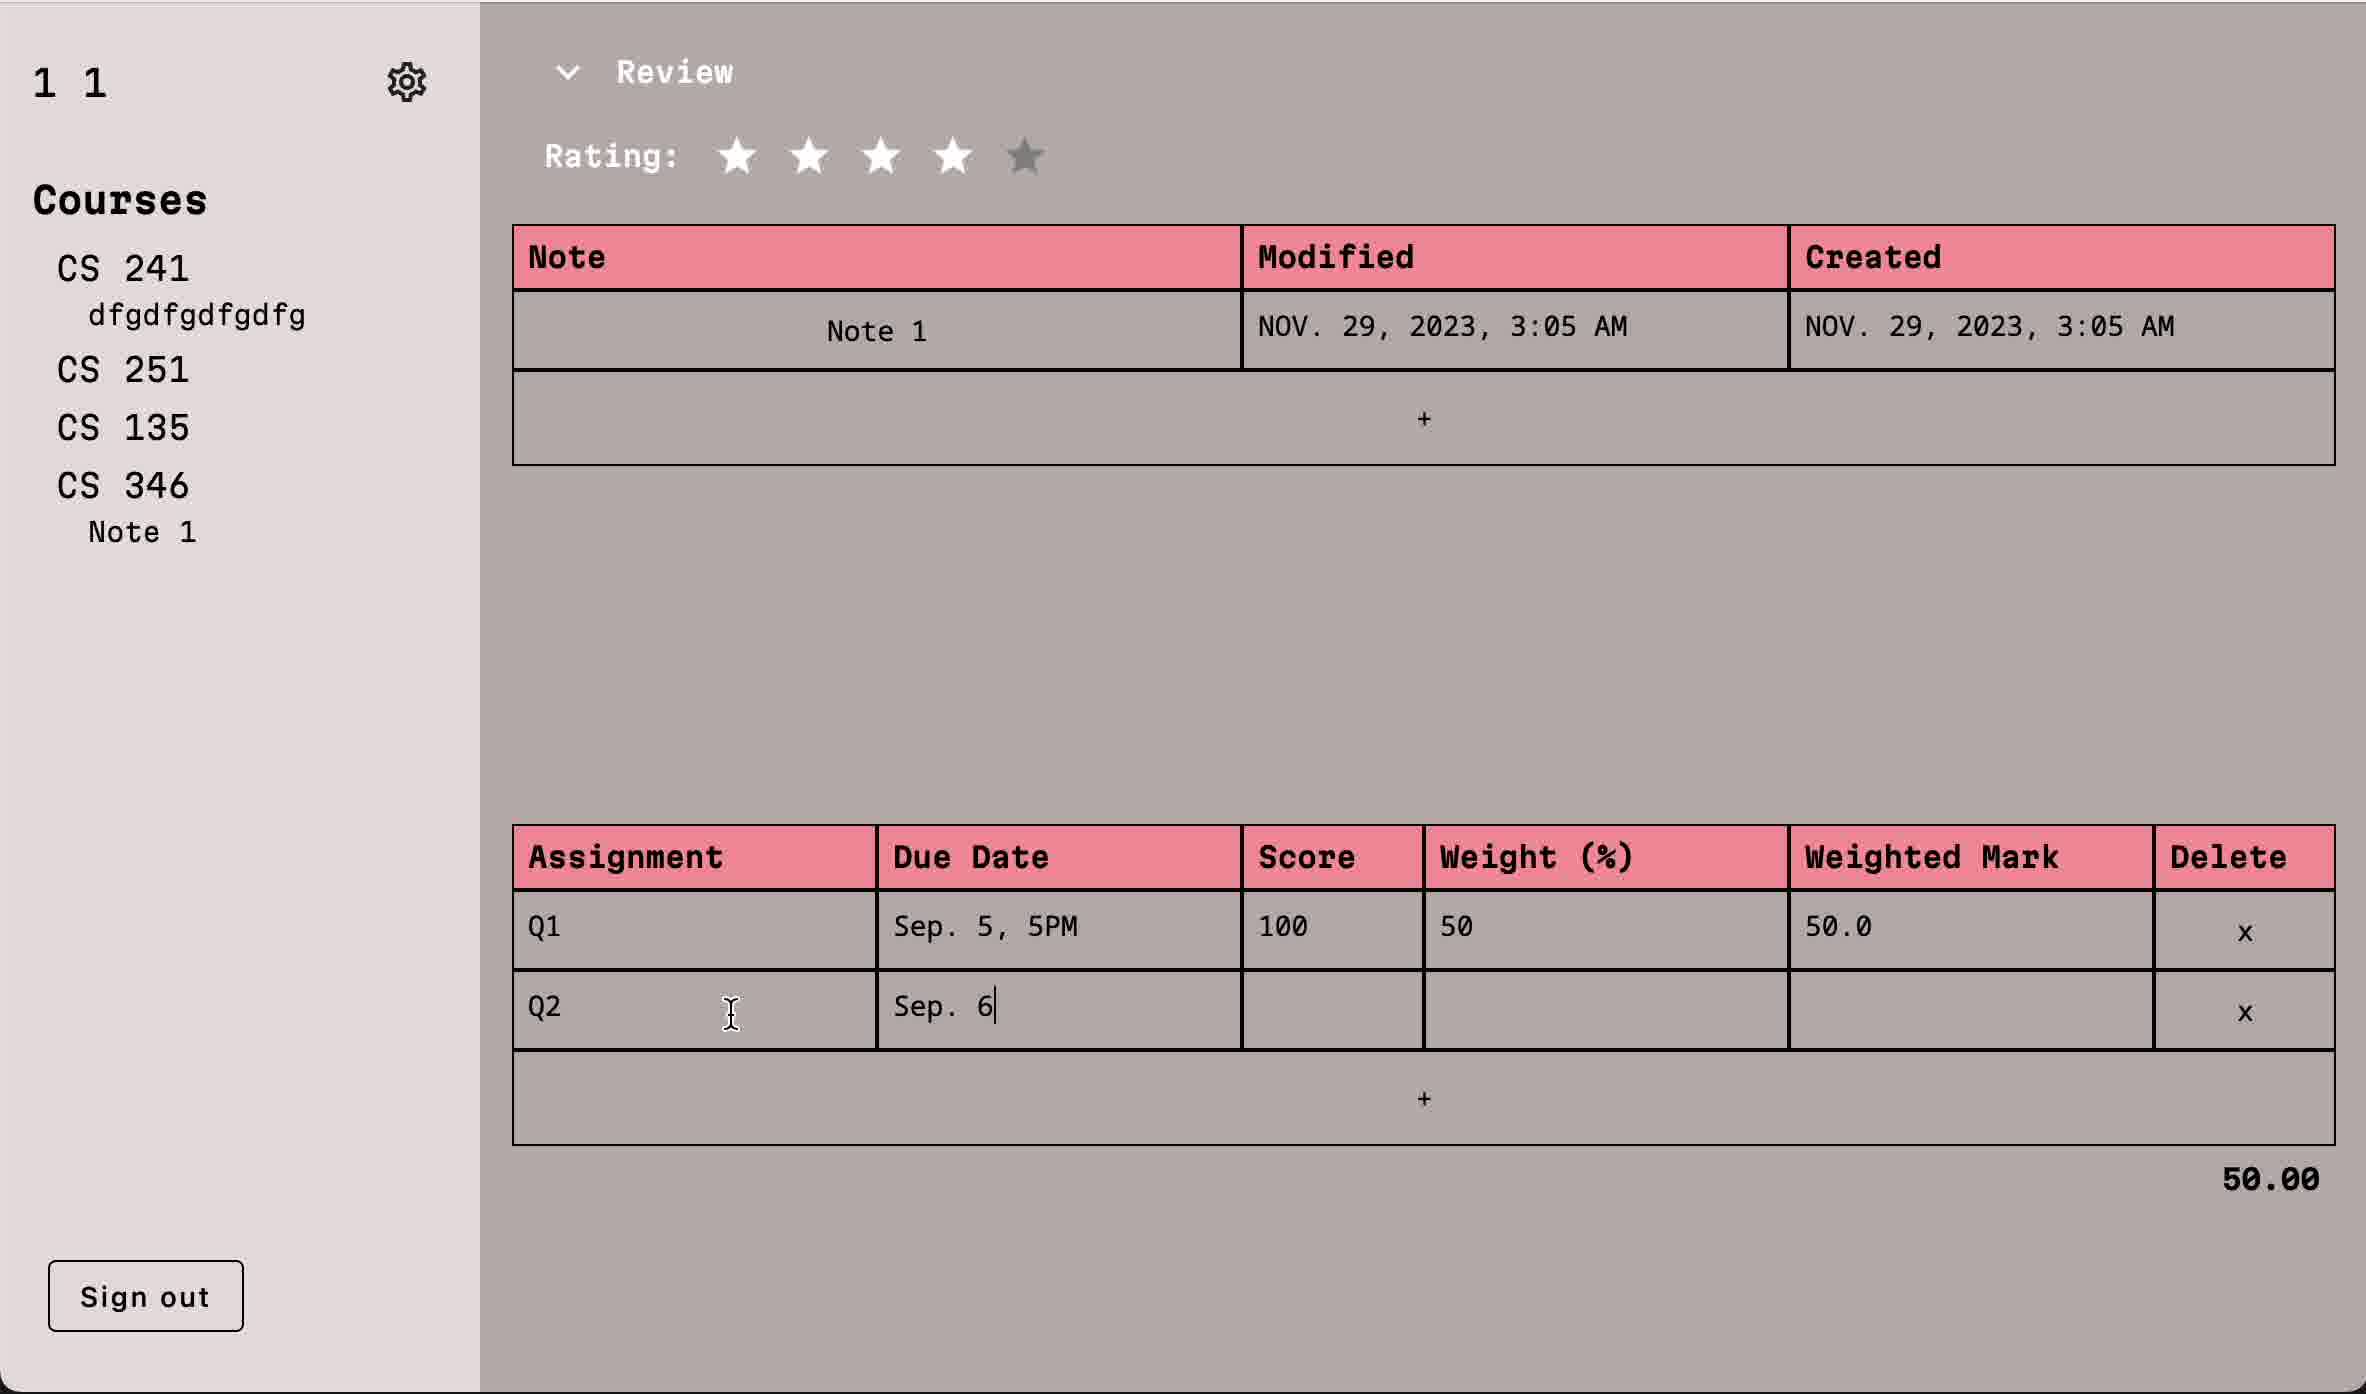 1 1
Courses
CS 241
dfgdfgdfgdfg
CS 251
CS 135
CS 346
Note 1
Sign out
Review
Rating:
Note Modified Created
Note 1 NOV. 29, 2023, 3:05 AM NOV. 29, 2023, 3:05 AM
+
Assignment Due Date Score Weight (%) Weighted Mark Delete
Q1 Sep. 5, 5PM 100 50 50.0 x
Q2 Sep. 6 x
+
50.00